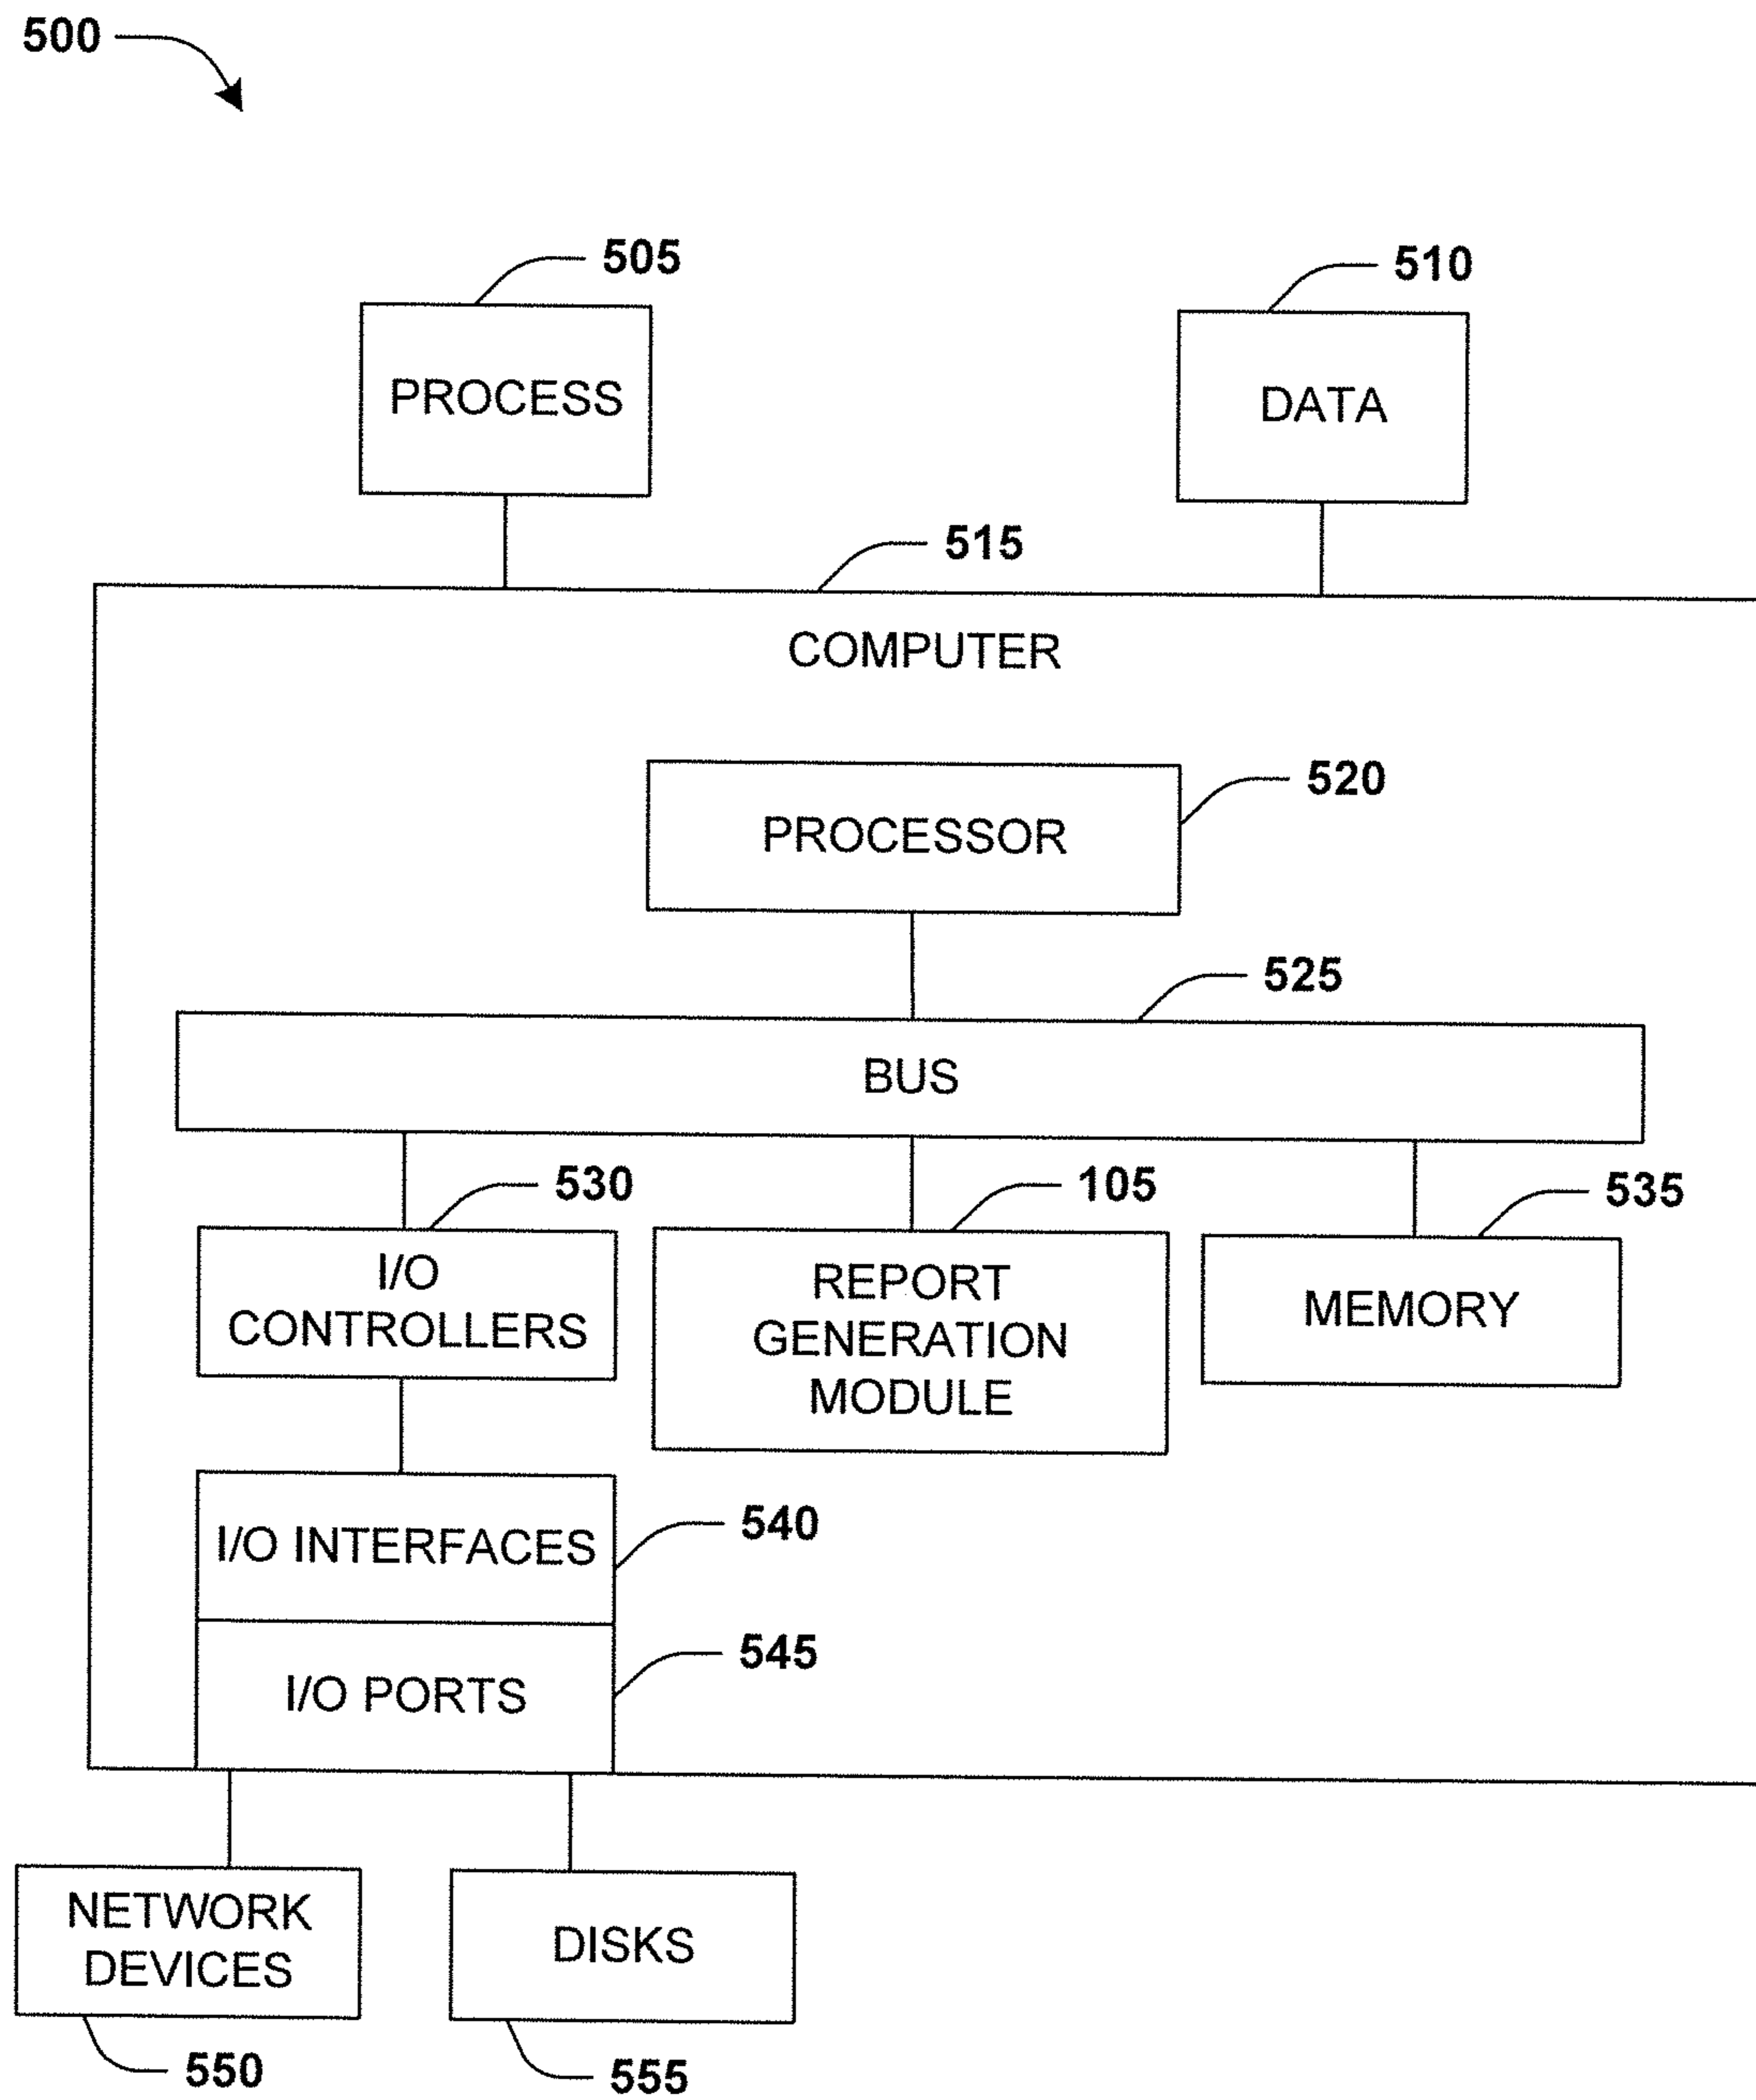 500
505
510
PROCESS
DATA
515
COMPUTER
520
PROCESSOR
525
BUS
530
105
535
I/O
CONTROLLERS
REPORT
GENERATION
MODULE
MEMORY
I/O INTERFACES
540
I/O PORTS
545
NETWORK
DEVICES
DISKS
550
555